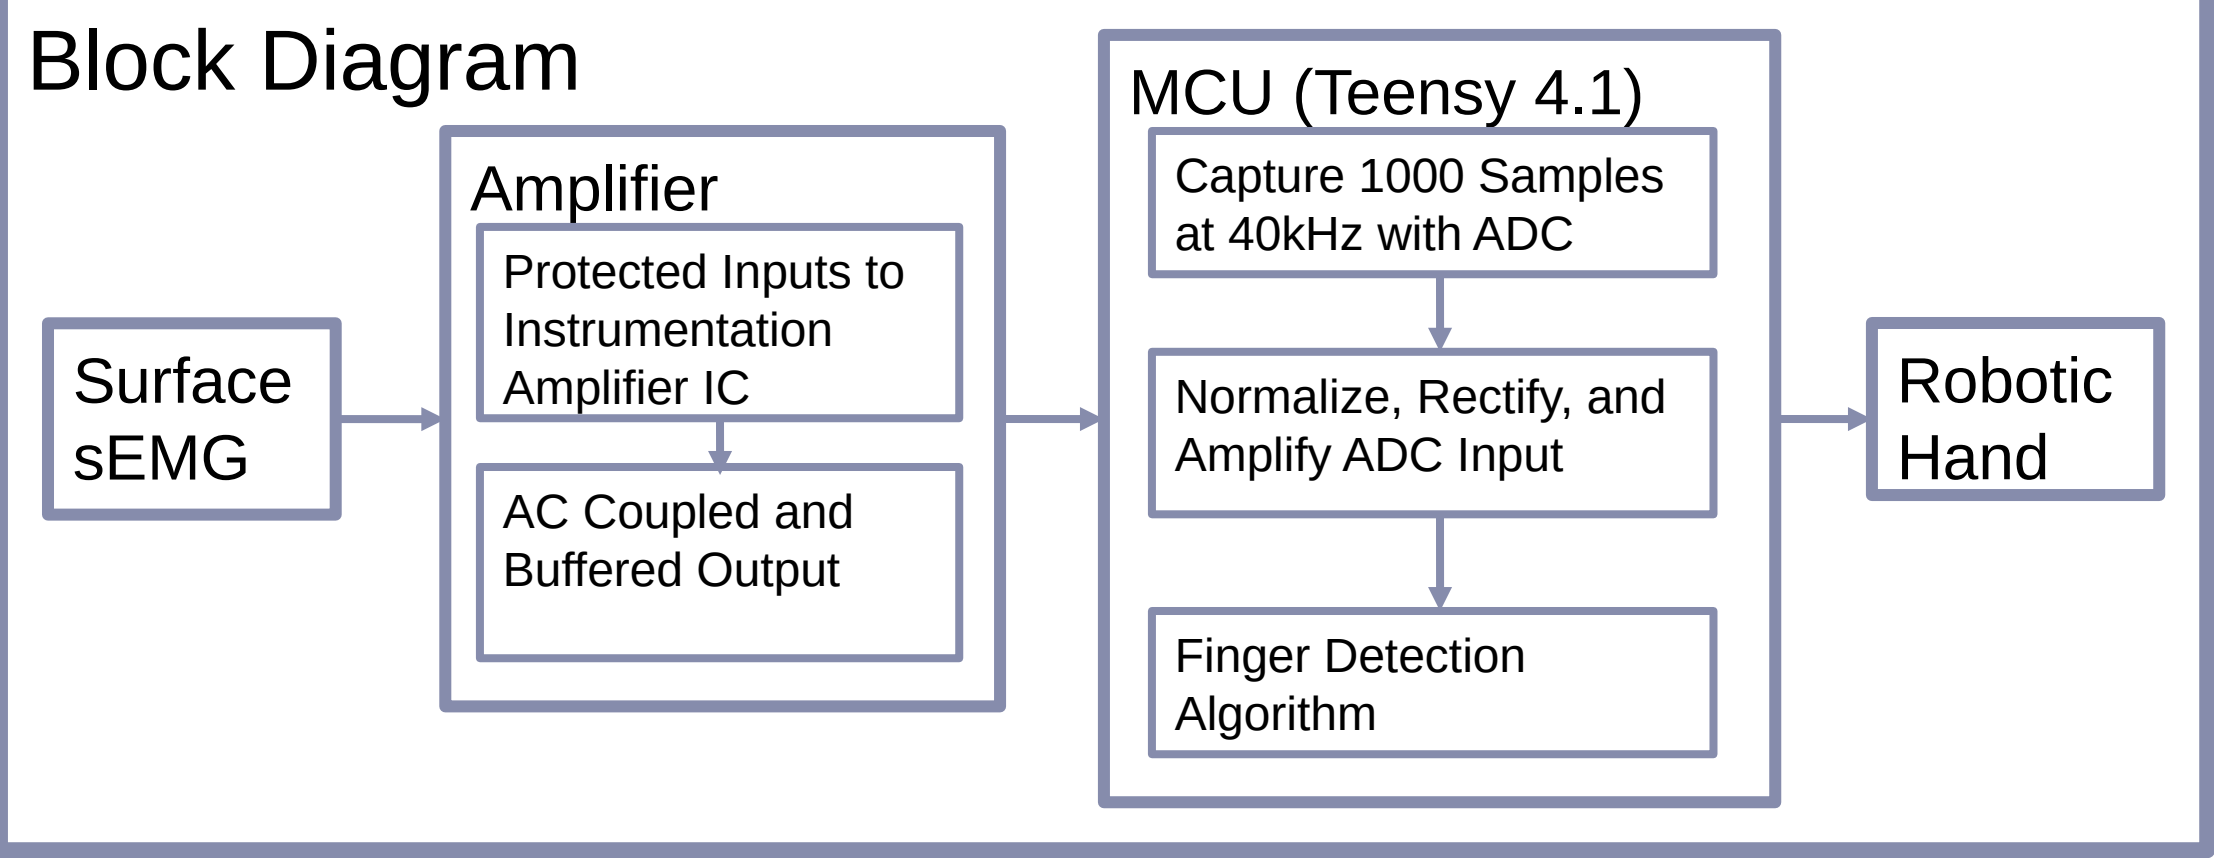 Block Diagram
MCU (Teensy 4.1)
Capture 1000 Samples
at 40kHz with ADC
Amplifier
Protected Inputs to
Instrumentation
Amplifier IC
Surface
sEMG
Normalize, Rectify, and
Amplify ADC Input
Robotic
Hand
AC Coupled and
Buffered Output
Finger Detection
Algorithm